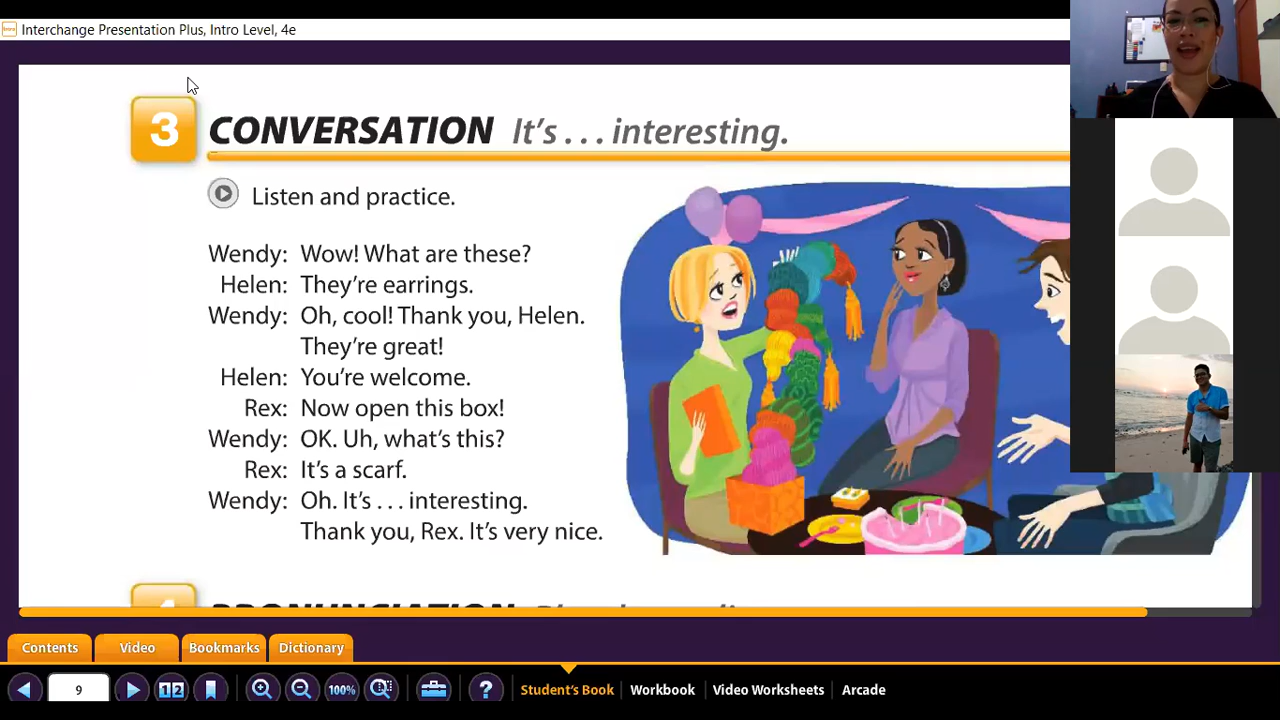 Interchange Presentation Plus, Intro Level, 4e
3 CONVERSATION It's . . . interesting.
Listen and practice.
Wendy: Wow! What are these?
Helen: They're earrings.
Wendy: Oh, cool! Thank you, Helen.
They're great!
Helen: You're welcome.
Rex: Now open this box!
Wendy: OK. Uh, what's this?
Rex: It's a scarf.
Wendy: Oh. It's . . . interesting.
Thank you, Rex. It's very nice.
PRONUNCIATION
Contents Video Bookmarks Dictionary
9 1 2 100% ? Student's Book Workbook Video Worksheets Arcade